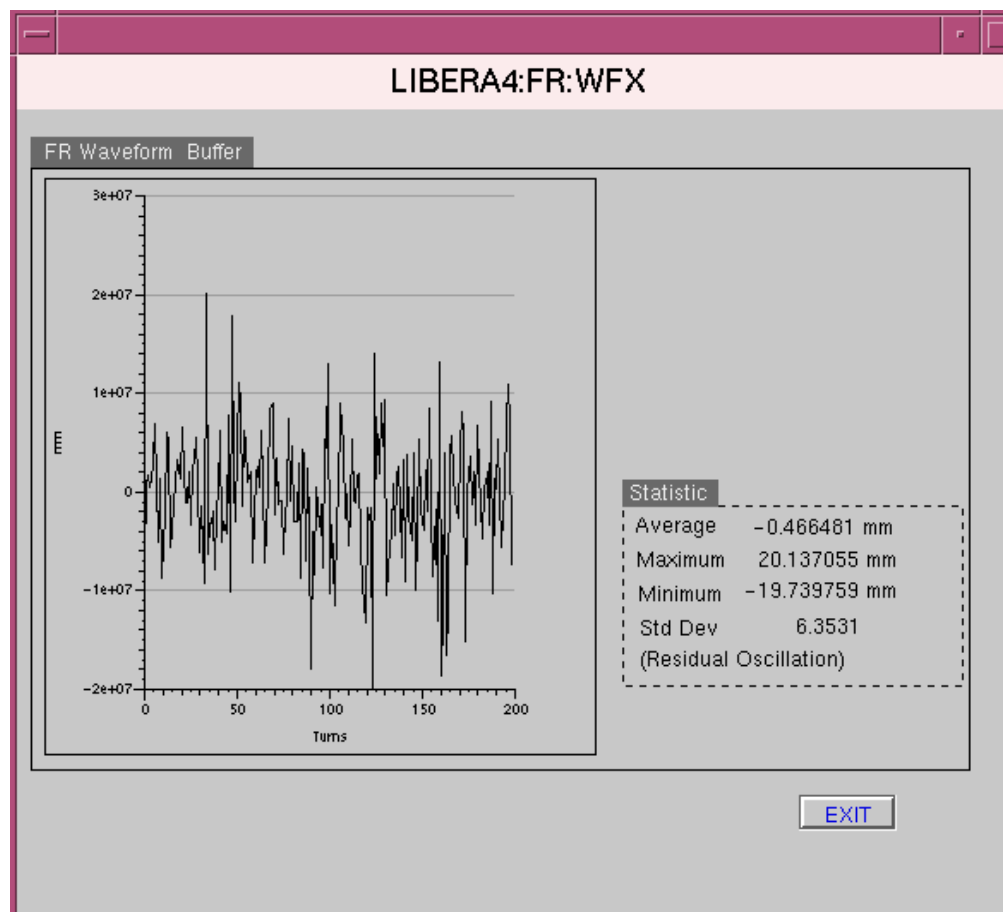 LIBERA4:FR:WFX
FR Waveform Buffer
3e+07
2e+07
1e+07
0
-1e+07
-2e+07
mm
0 50 100 150 200
Turns
Statistic
Average -0.466481 mm
Maximum 20.137055 mm
Minimum -19.739759 mm
Std Dev 6.3531
(Residual Oscillation)
EXIT